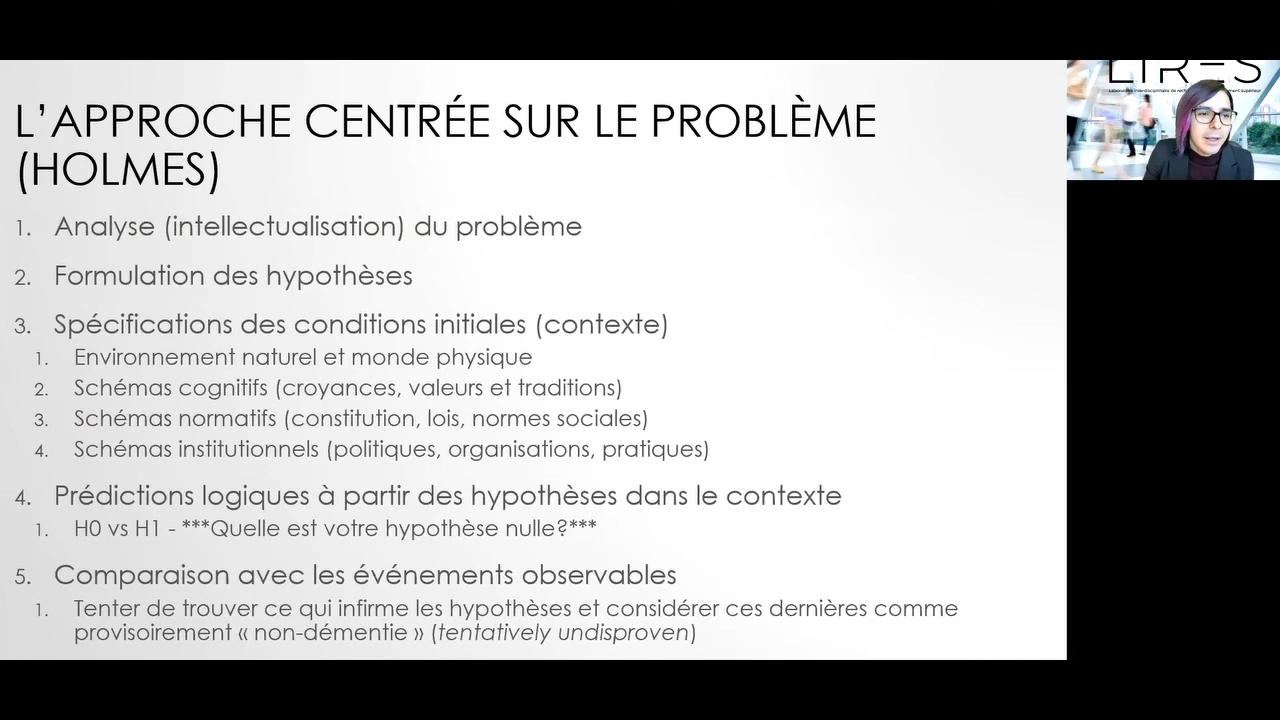 L'APPROCHE CENTRÉE SUR LE PROBLÈME
(HOLMES)
1. Analyse (intellectualisation) du problème
2. Formulation des hypothèses
3. Spécifications des conditions initiales (contexte)
1. Environnement naturel et monde physique
2. Schémas cognitifs (croyances, valeurs et traditions)
3. Schémas normatifs (constitution, lois, normes sociales)
4. Schémas institutionnels (politiques, organisations, pratiques)
4. Prédictions logiques à partir des hypothèses dans le contexte
1. H0 vs H1 - ***Quelle est votre hypothèse nulle?***
5. Comparaison avec les événements observables
1. Tenter de trouver ce qui infirme les hypothèses et considérer ces dernières comme
provisoirement « non-démentie » (tentatively undisproven)
LIRES